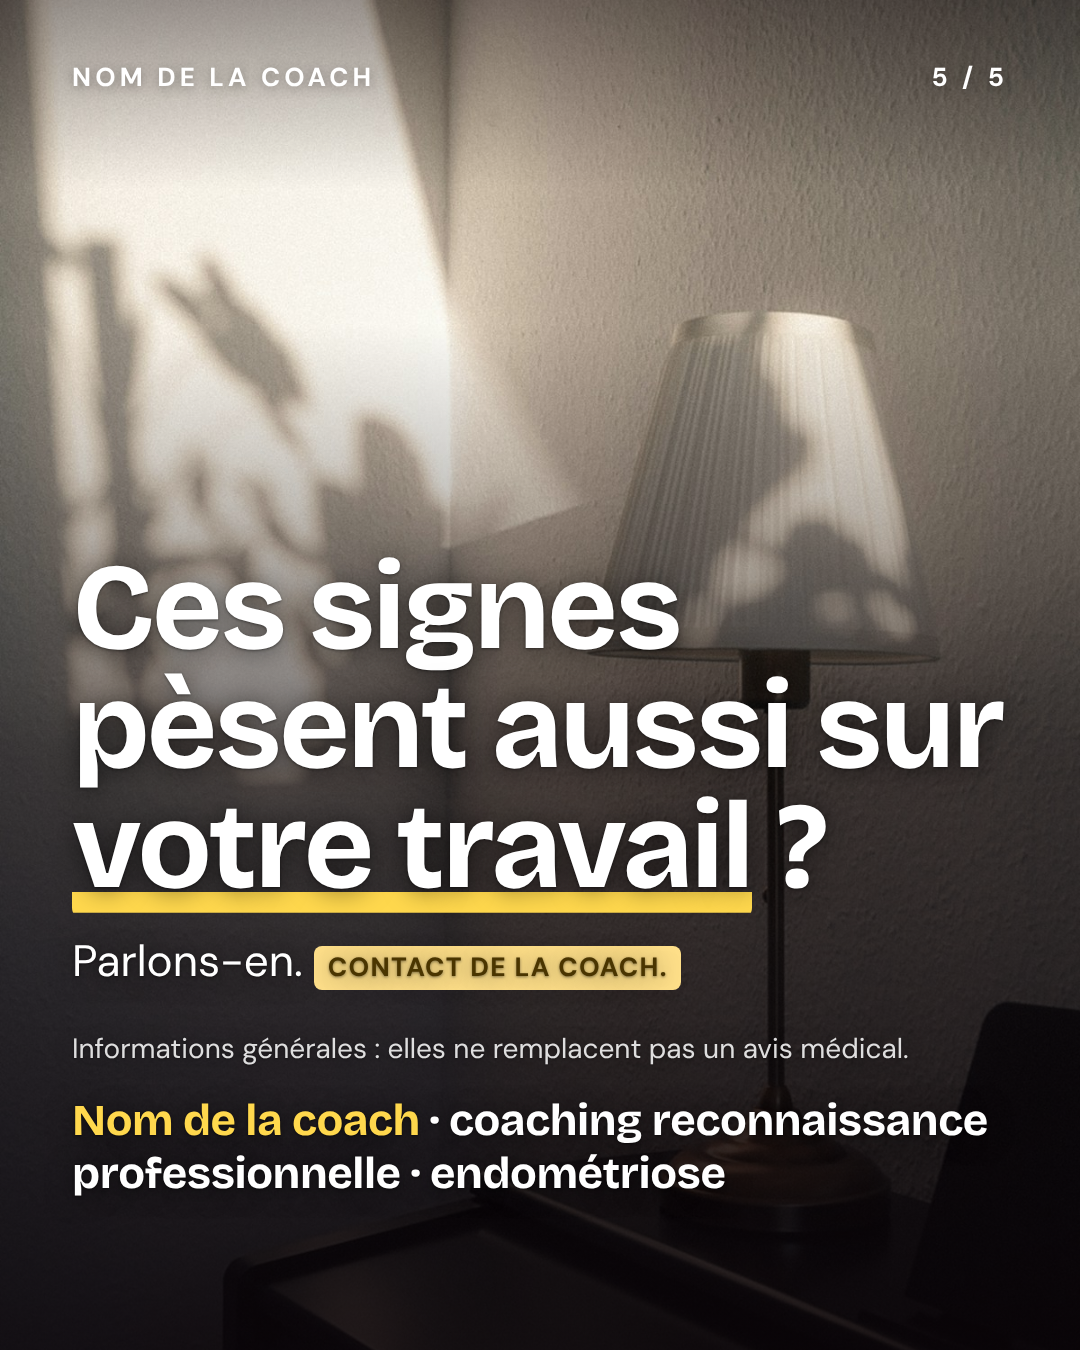 NOM DE LA COACH
5 / 5
Ces signes
pèsent aussi sur
votre travail ?
Parlons-en. CONTACT DE LA COACH.
Informations générales : elles ne remplacent pas un avis médical.
Nom de la coach · coaching reconnaissance
professionnelle · endométriose